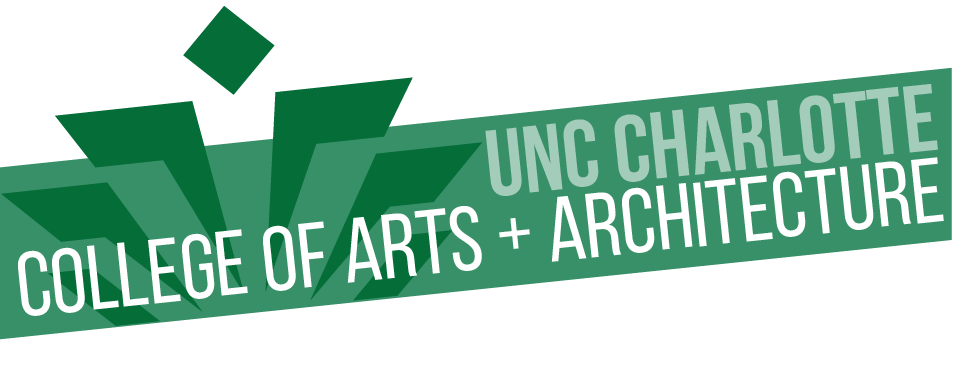 UNC CHARLOTTE
COLLEGE OF ARTS + ARCHITECTURE